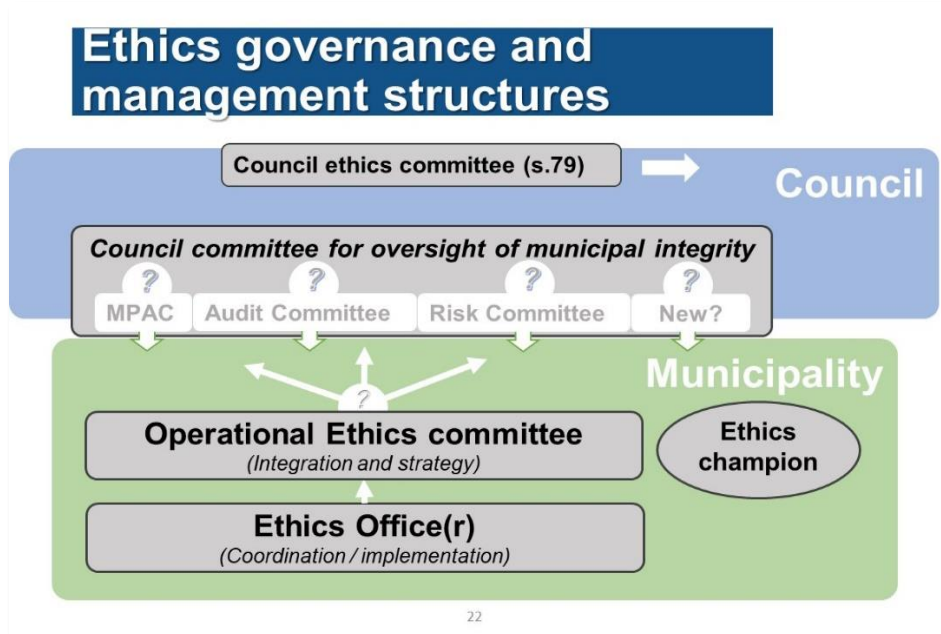 Ethics governance and
management structures
Council ethics committee (s.79)
Council
Council committee for oversight of municipal integrity
? ? ? ?
MPAC Audit Committee Risk Committee New?
Municipality
?
Operational Ethics committee
(Integration and strategy)
Ethics
champion
Ethics Office(r)
(Coordination / implementation)
22